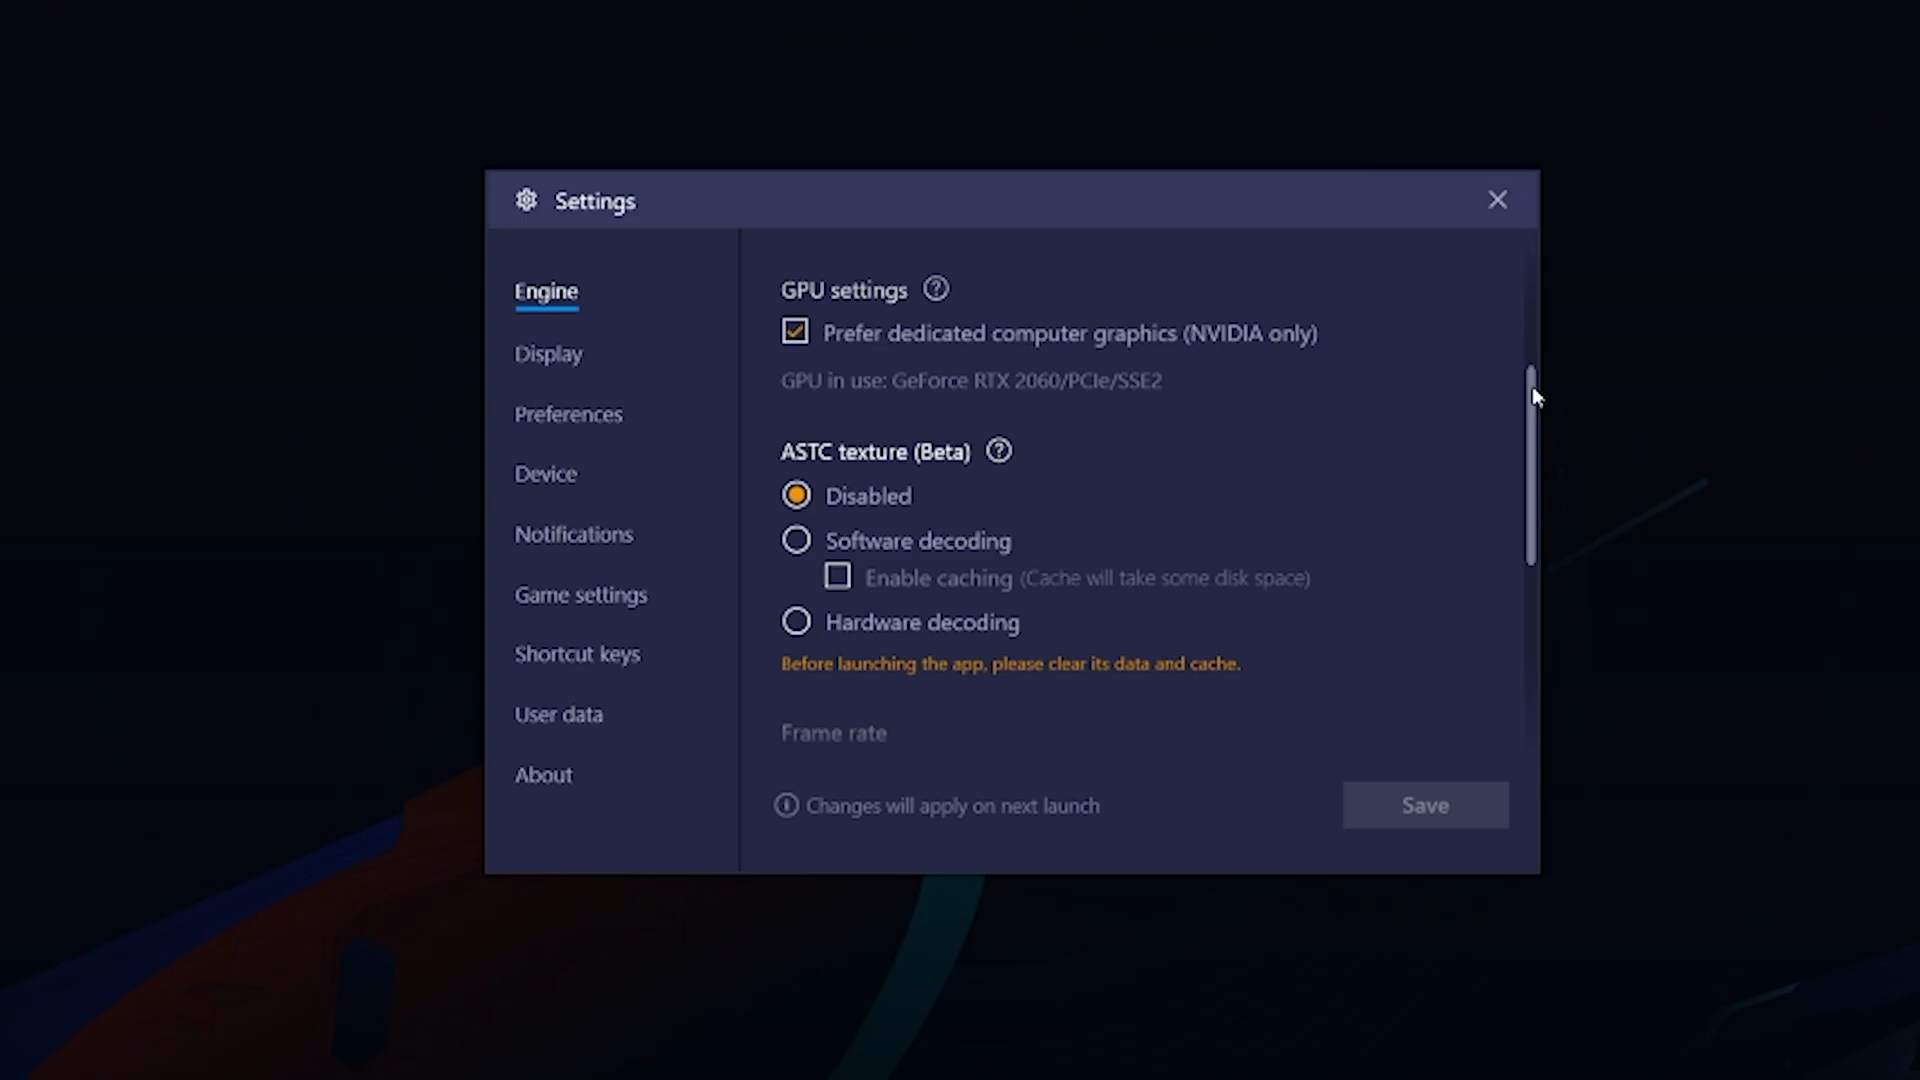 Settings
Engine
Display
Preferences
Device
Notifications
Game settings
Shortcut keys
User data
About
GPU settings
Prefer dedicated computer graphics (NVIDIA only)
GPU in use: GeForce RTX 2060/PCIe/SSE2
ASTC texture (Beta)
Disabled
Software decoding
Enable caching (Cache will take some disk space)
Hardware decoding
Before launching the app, please clear its data and cache.
Frame rate
Changes will apply on next launch
Save